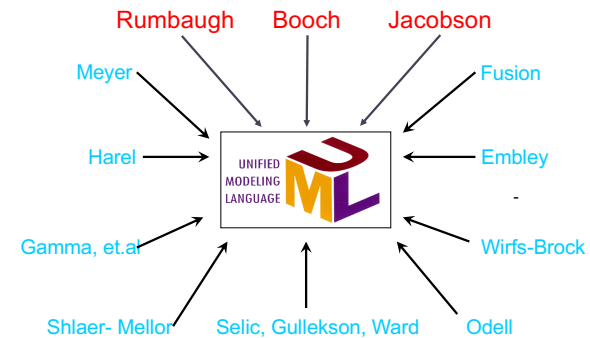 Rumbaugh Booch Jacobson
Meyer Fusion
Harel Embley
UNIFIED
MODELING
LANGUAGE
UML
-
Gamma, et.al Wirfs-Brock
Shlaer- Mellor Selic, Gullekson, Ward Odell